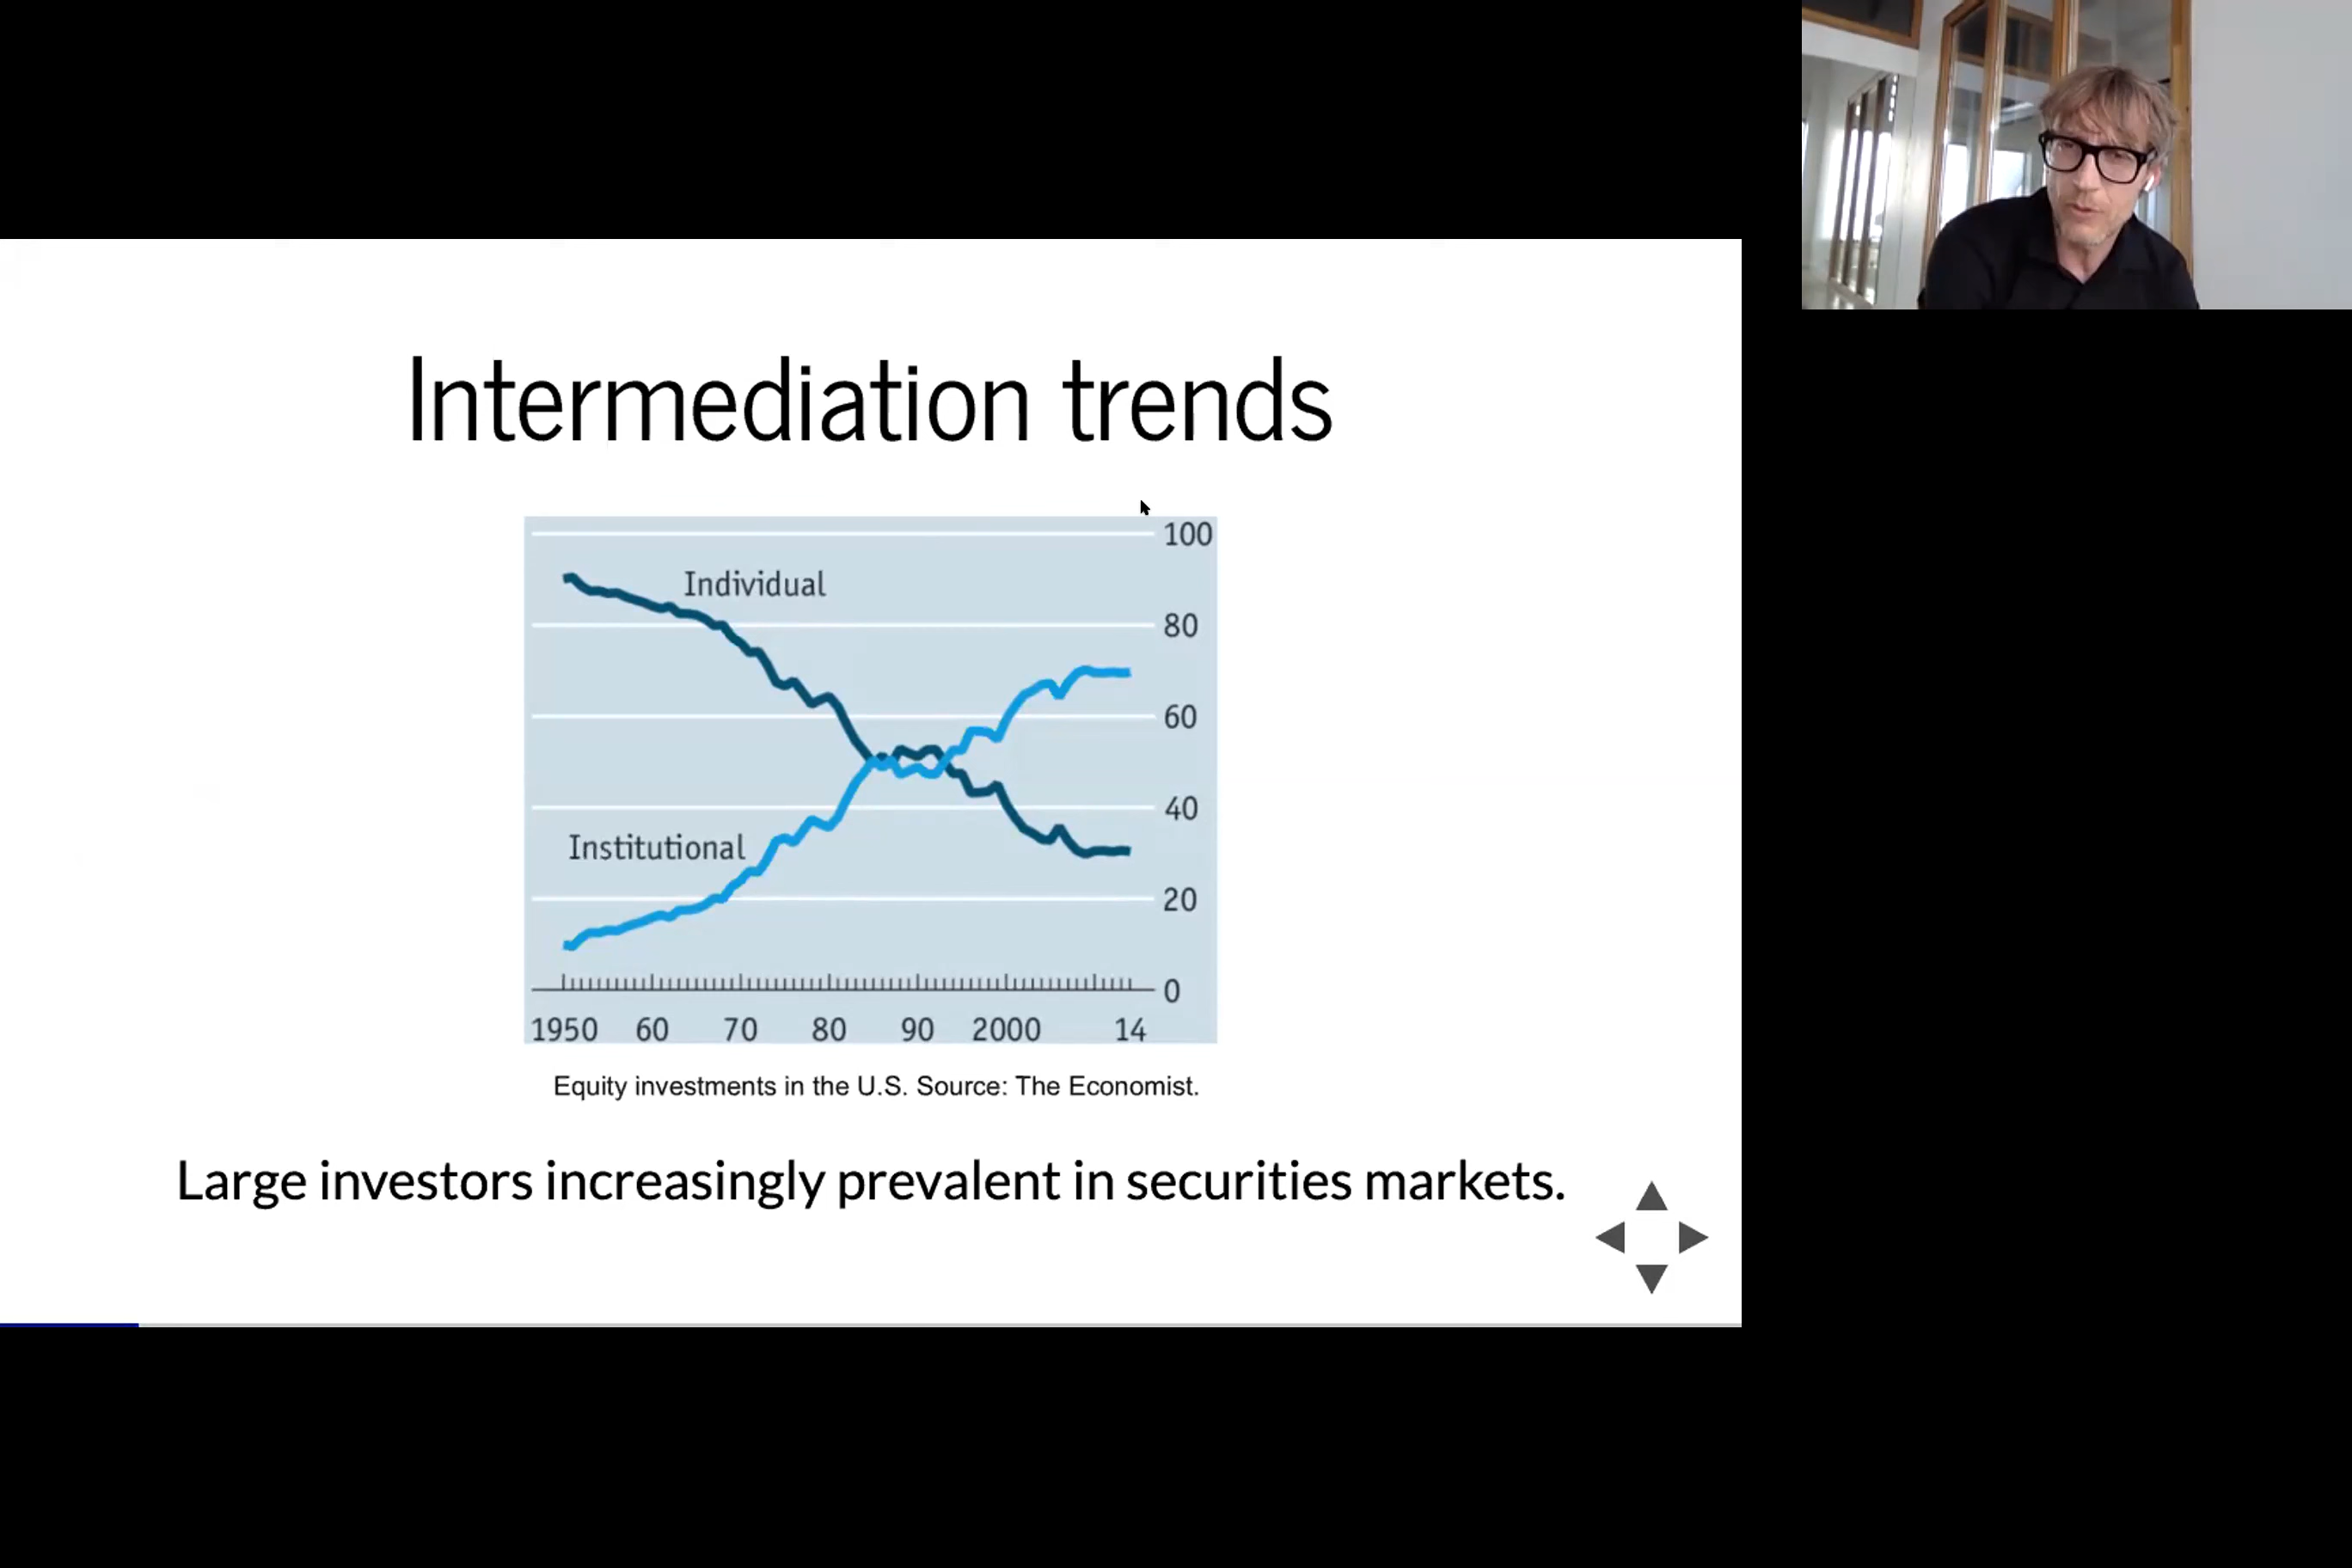 Intermediation trends
100
Individual
80
60
40
Institutional
20
0
1950 60 70 80 90 2000 14
Equity investments in the U.S. Source: The Economist.
Large investors increasingly prevalent in securities markets.